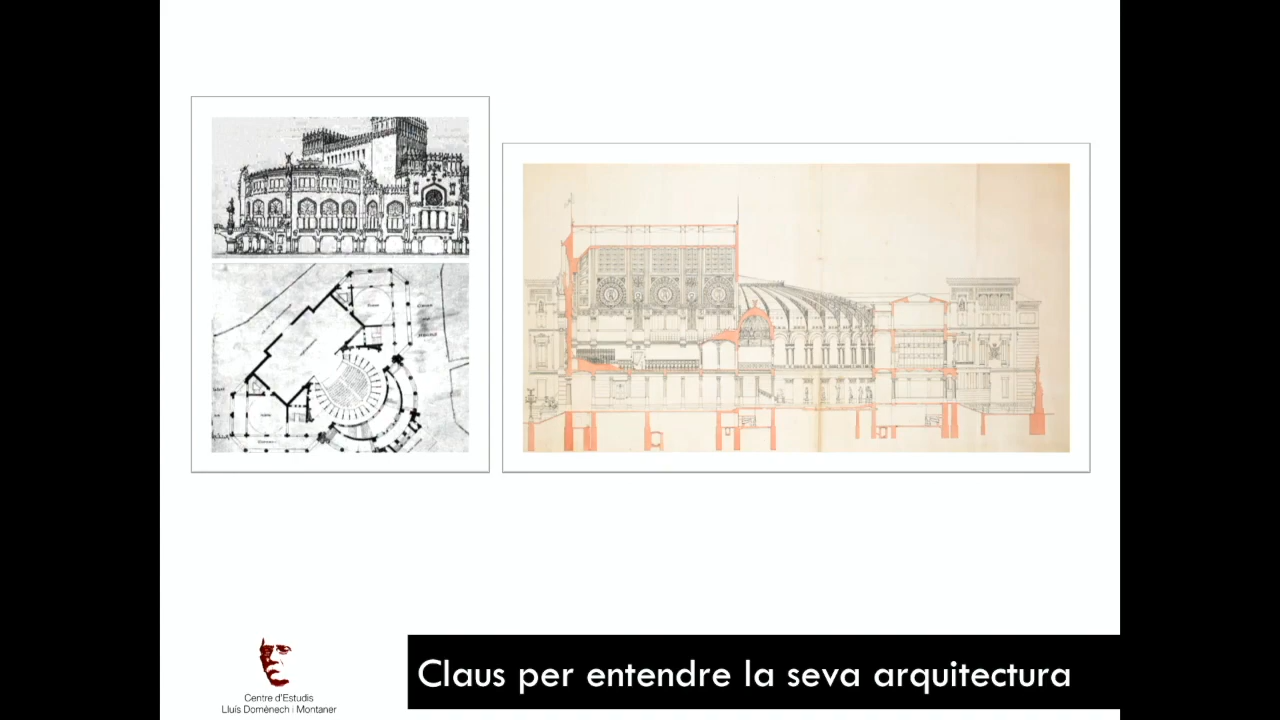 Claus per entendre la seva arquitectura
Centre d'Estudis
Lluís Domènech i Montaner